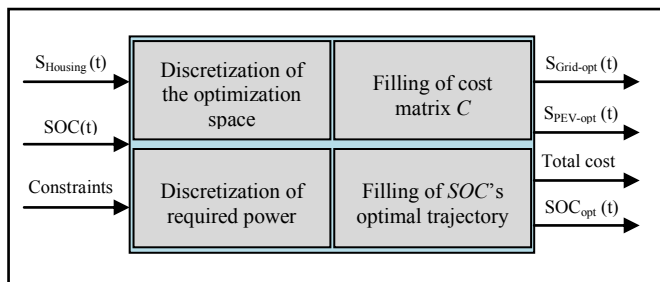 S_Housing (t)
SOC(t)
Constraints
Discretization of
the optimization
space
Filling of cost
matrix C
Discretization of
required power
Filling of SOC's
optimal trajectory
S_Grid-opt (t)
S_PEV-opt (t)
Total cost
SOC_opt (t)